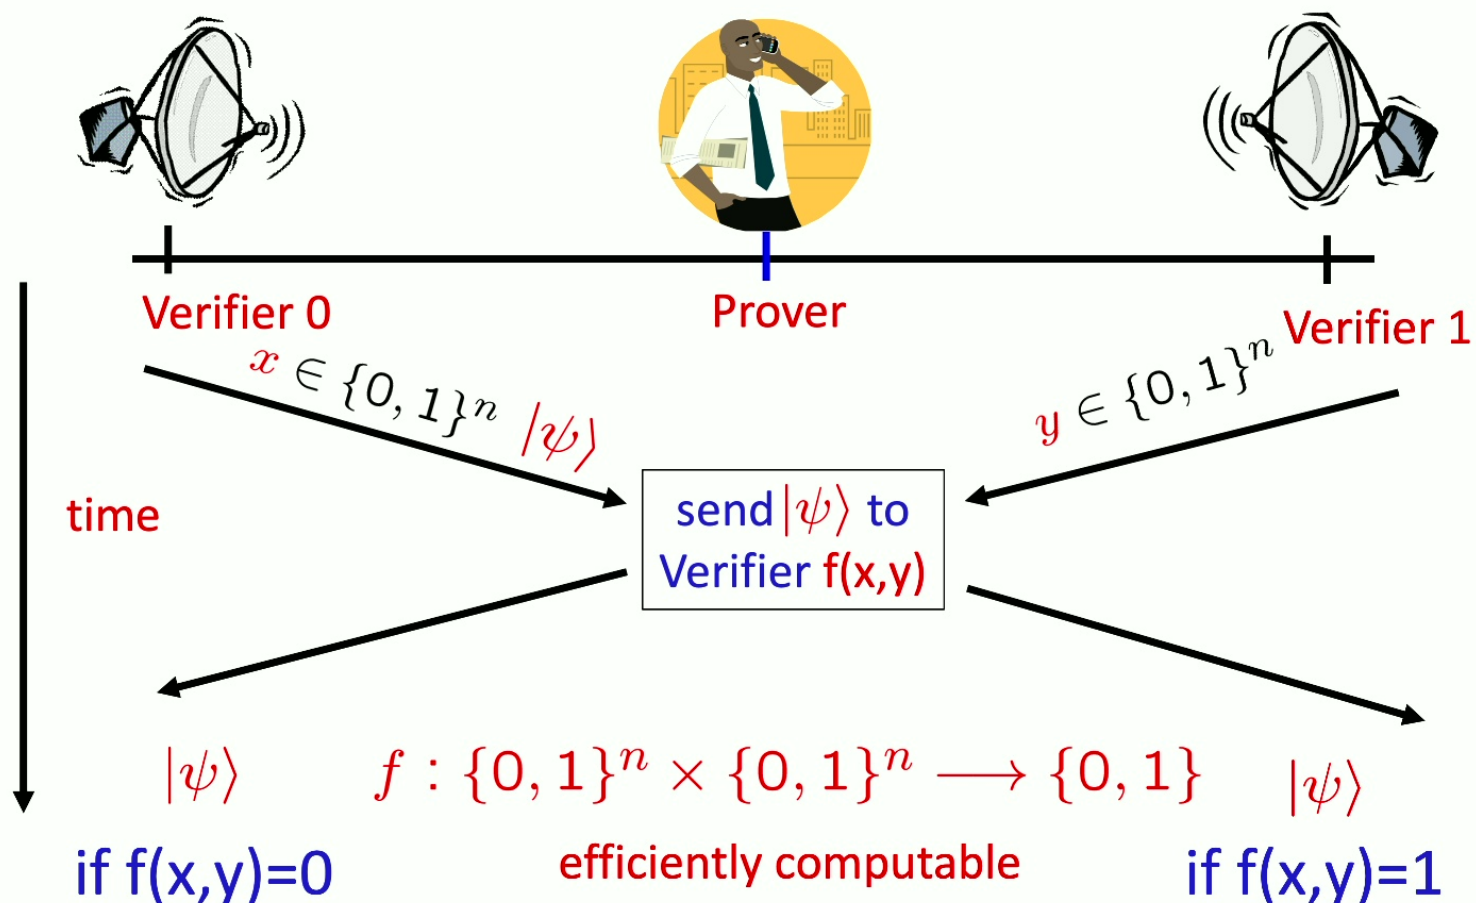 Verifier 0
Prover
Verifier 1
x ∈ {0, 1}ⁿ |ψ⟩
y ∈ {0, 1}ⁿ
time
send |ψ⟩ to
Verifier f(x,y)
|ψ⟩
f : {0, 1}ⁿ × {0, 1}ⁿ ⟶ {0, 1}
|ψ⟩
if f(x,y)=0
efficiently computable
if f(x,y)=1